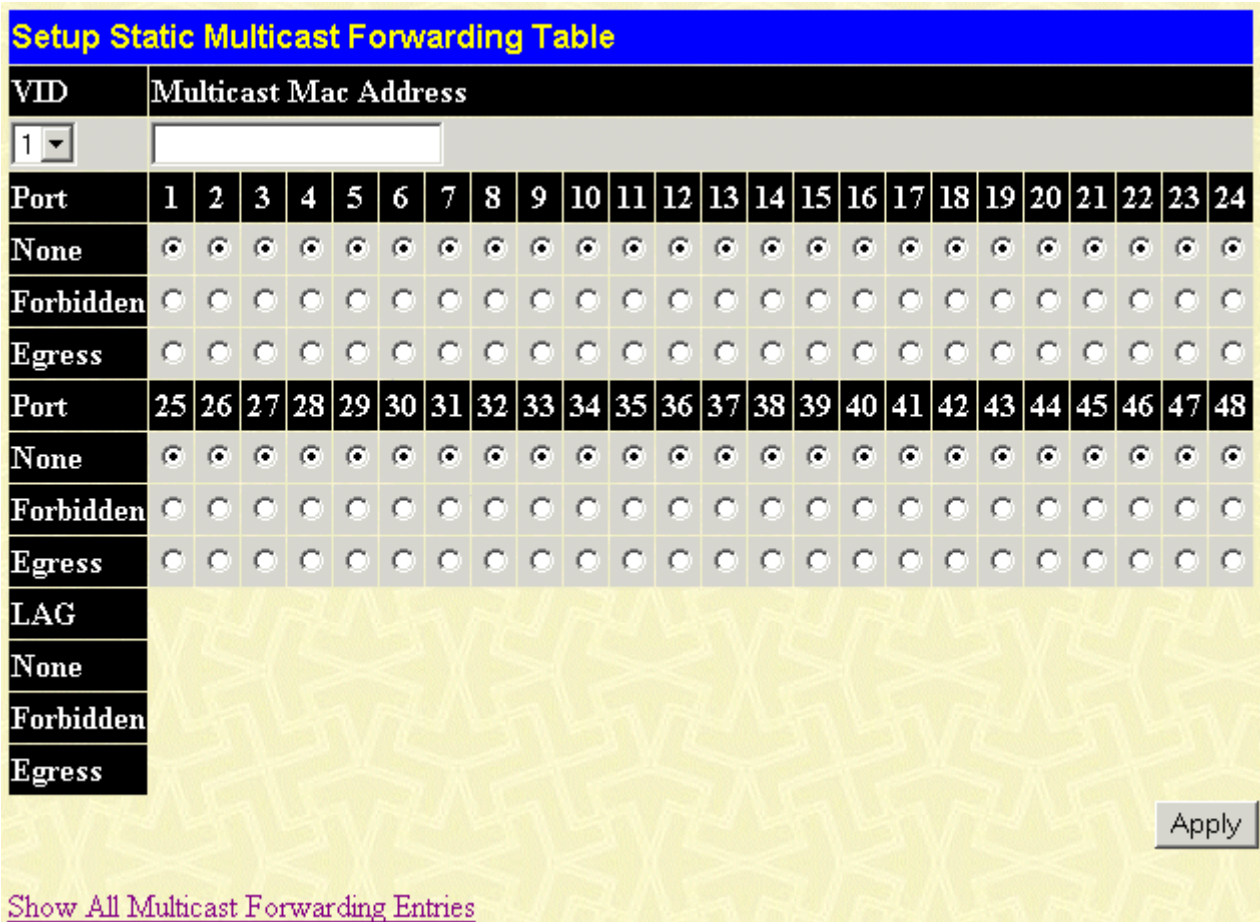 Setup Static Multicast Forwarding Table
VID Multicast Mac Address
1
Port 1 2 3 4 5 6 7 8 9 10 11 12 13 14 15 16 17 18 19 20 21 22 23 24
None
Forbidden
Egress
Port 25 26 27 28 29 30 31 32 33 34 35 36 37 38 39 40 41 42 43 44 45 46 47 48
None
Forbidden
Egress
LAG
None
Forbidden
Egress
Apply
Show All Multicast Forwarding Entries